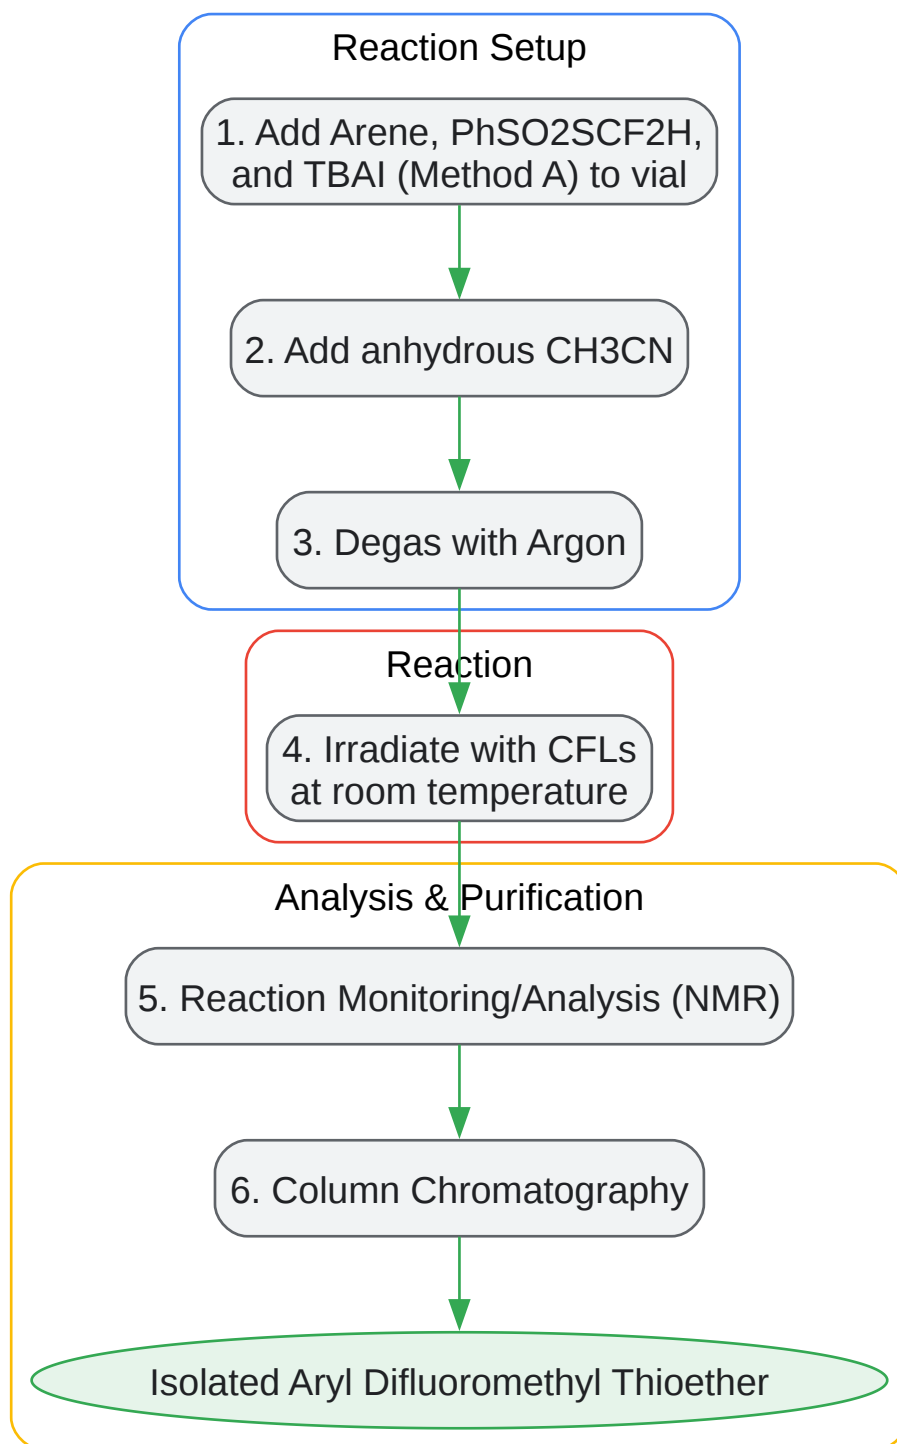 Reaction Setup
1. Add Arene, PhSO2SCF2H,
and TBAI (Method A) to vial
2. Add anhydrous CH3CN
3. Degas with Argon
Reaction
4. Irradiate with CFLs
at room temperature
Analysis & Purification
5. Reaction Monitoring/Analysis (NMR)
6. Column Chromatography
Isolated Aryl Difluoromethyl Thioether